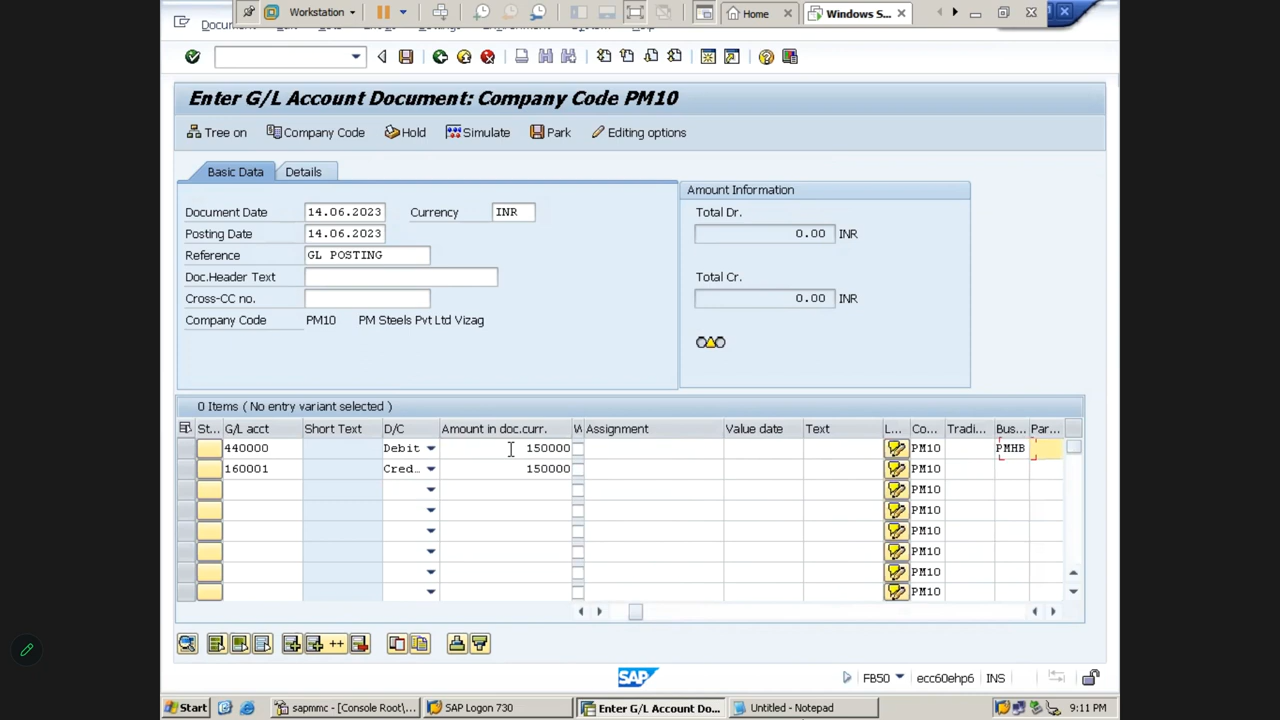 Workstation
Home
Windows S...
Document
Enter G/L Account Document: Company Code PM10
Tree on
Company Code
Hold
Simulate
Park
Editing options
Basic Data
Details
Amount Information
Document Date
14.06.2023
Currency
INR
Posting Date
14.06.2023
Reference
GL POSTING
Doc.Header Text
Cross-CC no.
Company Code
PM10
PM Steels Pvt Ltd Vizag
Total Dr.
0.00 INR
Total Cr.
0.00 INR
0 Items ( No entry variant selected )
St... G/L acct Short Text D/C Amount in doc.curr. W Assignment Value date Text L... Co... Tradi... Bus... Par...
440000 Debit 150000 PM10 PMHB
160001 Cred... 150000 PM10
PM10
PM10
PM10
PM10
PM10
PM10
SAP
FB50 ecc60ehp6 INS
Start
sapmmc - [Console Root\...
SAP Logon 730
Enter G/L Account Do...
Untitled - Notepad
9:11 PM